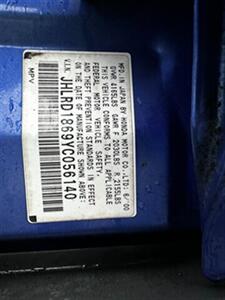 MFD. IN JAPAN BY HONDA MOTOR CO.,LTD. 6/00
GVWR GAWR F 2030LBS R 2155LBS
THIS VEHICLE CONFORMS TO ALL APPLICABLE
FEDERAL MOTOR VEHICLE SAFETY AND
THEFT PREVENTION STANDARDS IN EFFECT
ON THE DATE OF MANUFACTURE SHOWN ABOVE.
V.I.N: JHLRD1869YC056140
MPV